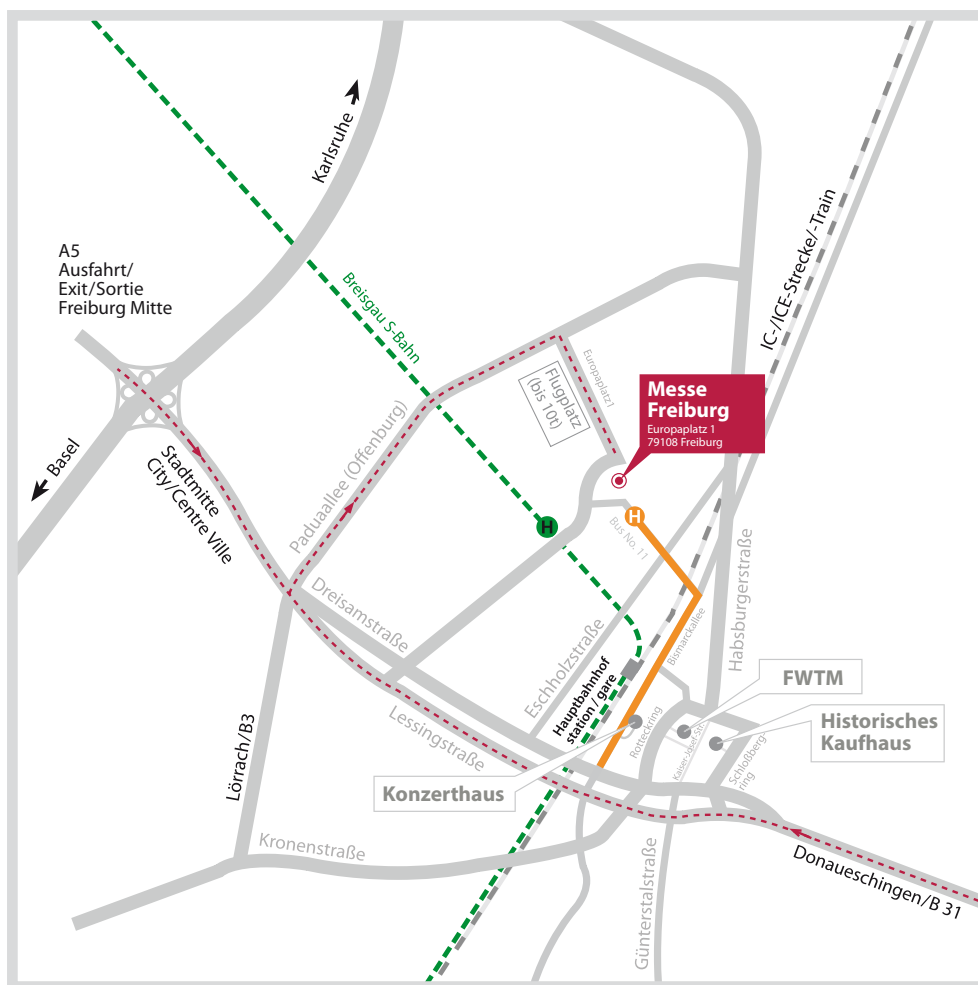 Karlsruhe
A5
Ausfahrt/
Exit/Sortie
Freiburg Mitte
IC-/ICE-Strecke/-Train
Breisgau S-Bahn
Europaplatz1
Flugplatz
(bis 10t)
Messe
Freiburg
Europaplatz 1
79108 Freiburg
Basel
Stadtmitte
City/Centre Ville
Paduaallee (Offenburg)
H
H
Bus No. 11
Habsburgerstraße
Dreisamstraße
Eschholzstraße
Bismarckallee
Hauptbahnhof
station / gare
FWTM
Historisches
Kaufhaus
Lessingstraße
Rotteckring
Kaiser-Josef-Str.
Schloßberg-
ring
Lörrach/B3
Konzerthaus
Kronenstraße
Günterstalstraße
Donaueschingen/B 31